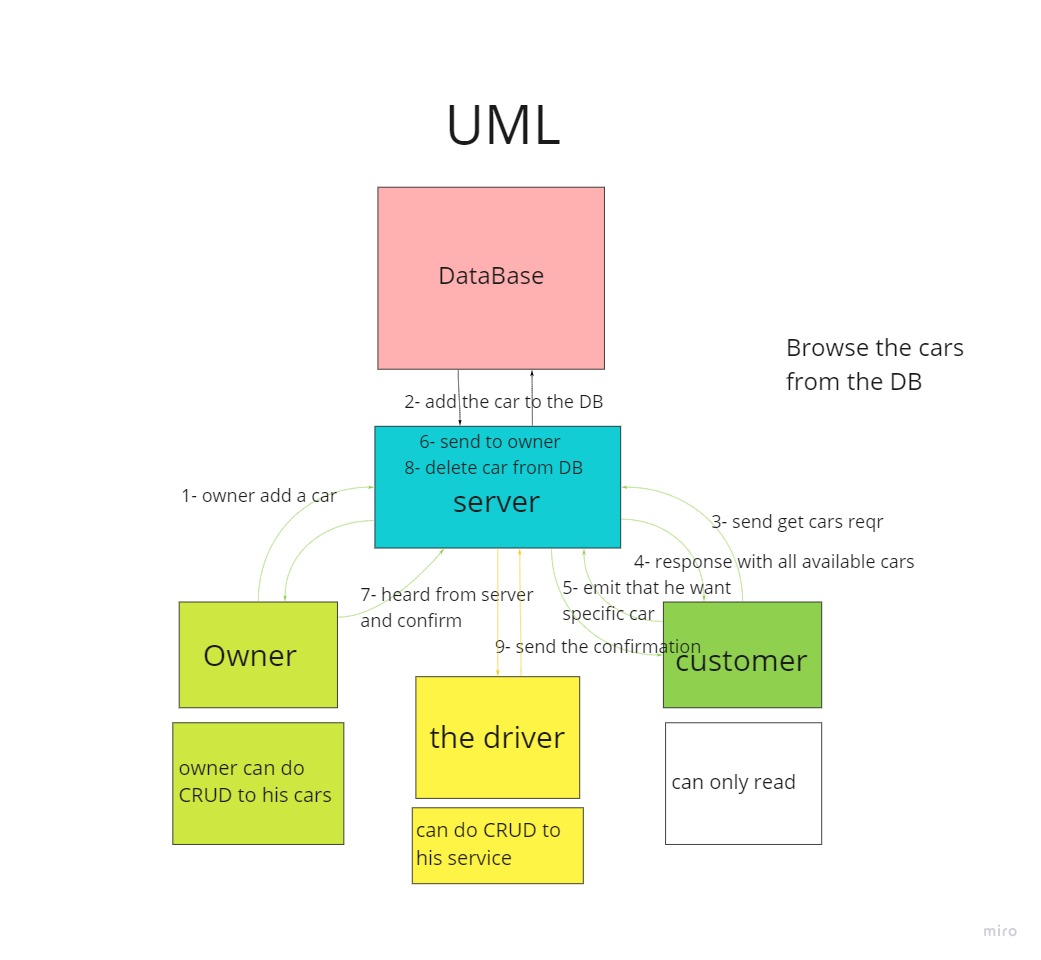 UML
DataBase
Browse the cars
from the DB
2- add the car to the DB
6- send to owner
8- delete car from DB
server
1- owner add a car
3- send get cars reqr
4- response with all available cars
7- heard from server
and confirm
5- emit that he want
specific car
9- send the confirmation
Owner
customer
the driver
owner can do
CRUD to his cars
can only read
can do CRUD to
his service
miro